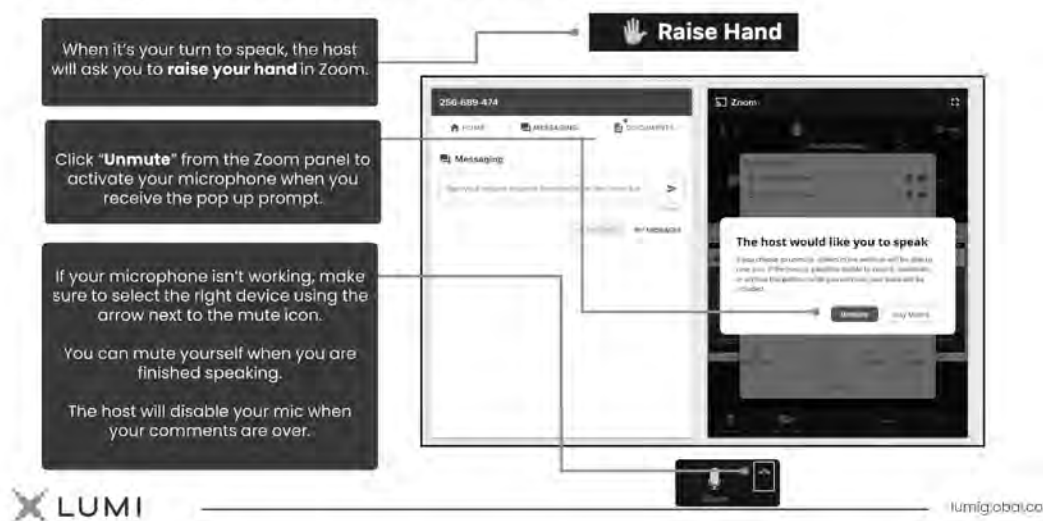 When it's your turn to speak, the host
will ask you to raise your hand in Zoom.
Raise Hand
Click "Unmute" from the Zoom panel to
activate your microphone when you
receive the pop up prompt.
If your microphone isn't working, make
sure to select the right device using the
arrow next to the mute icon.
You can mute yourself when you are
finished speaking.
The host will disable your mic when
your comments are over.
256-689-474
HOME MESSAGING DOCUMENTS
Messaging
MY MESSAGES
Zoom
The host would like you to speak
Unmute Stay Muted
LUMI
lumiglobal.co